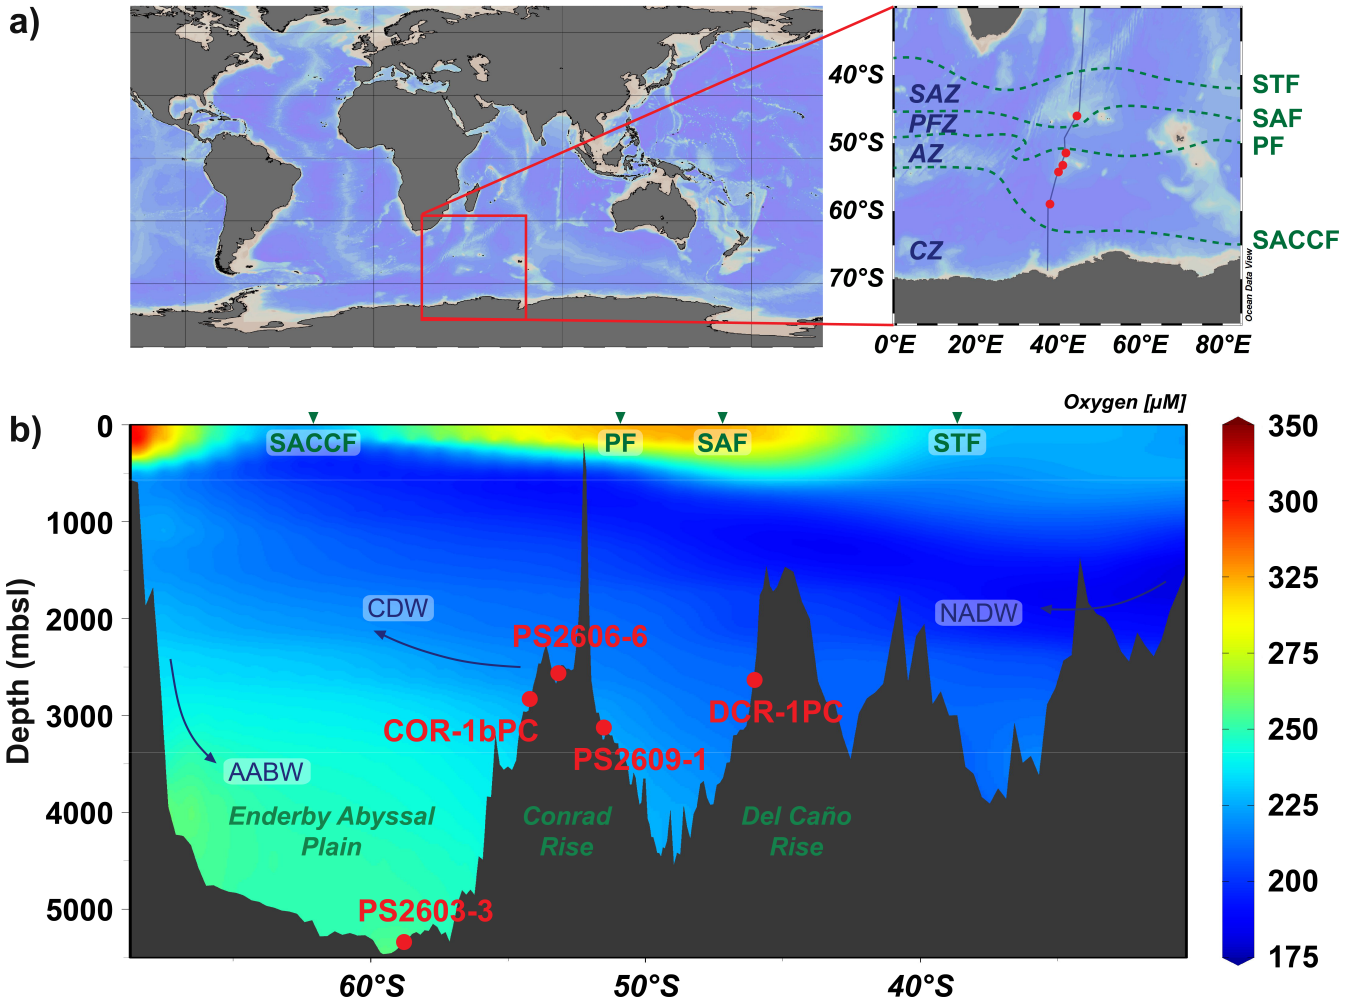 a)
40°S
50°S
60°S
70°S
SAZ
PFZ
AZ
CZ
STF
SAF
PF
SACCF
Ocean Data View
0°E
20°E
40°E
60°E
80°E
b)
Oxygen [µM]
SACCF
PF
SAF
STF
Depth (mbsl)
0
1000
2000
3000
4000
5000
CDW
NADW
AABW
PS2606-6
COR-1bPC
PS2609-1
DCR-1PC
PS2603-3
Enderby Abyssal
Plain
Conrad
Rise
Del Caño
Rise
60°S
50°S
40°S
350
300
325
275
250
225
200
175